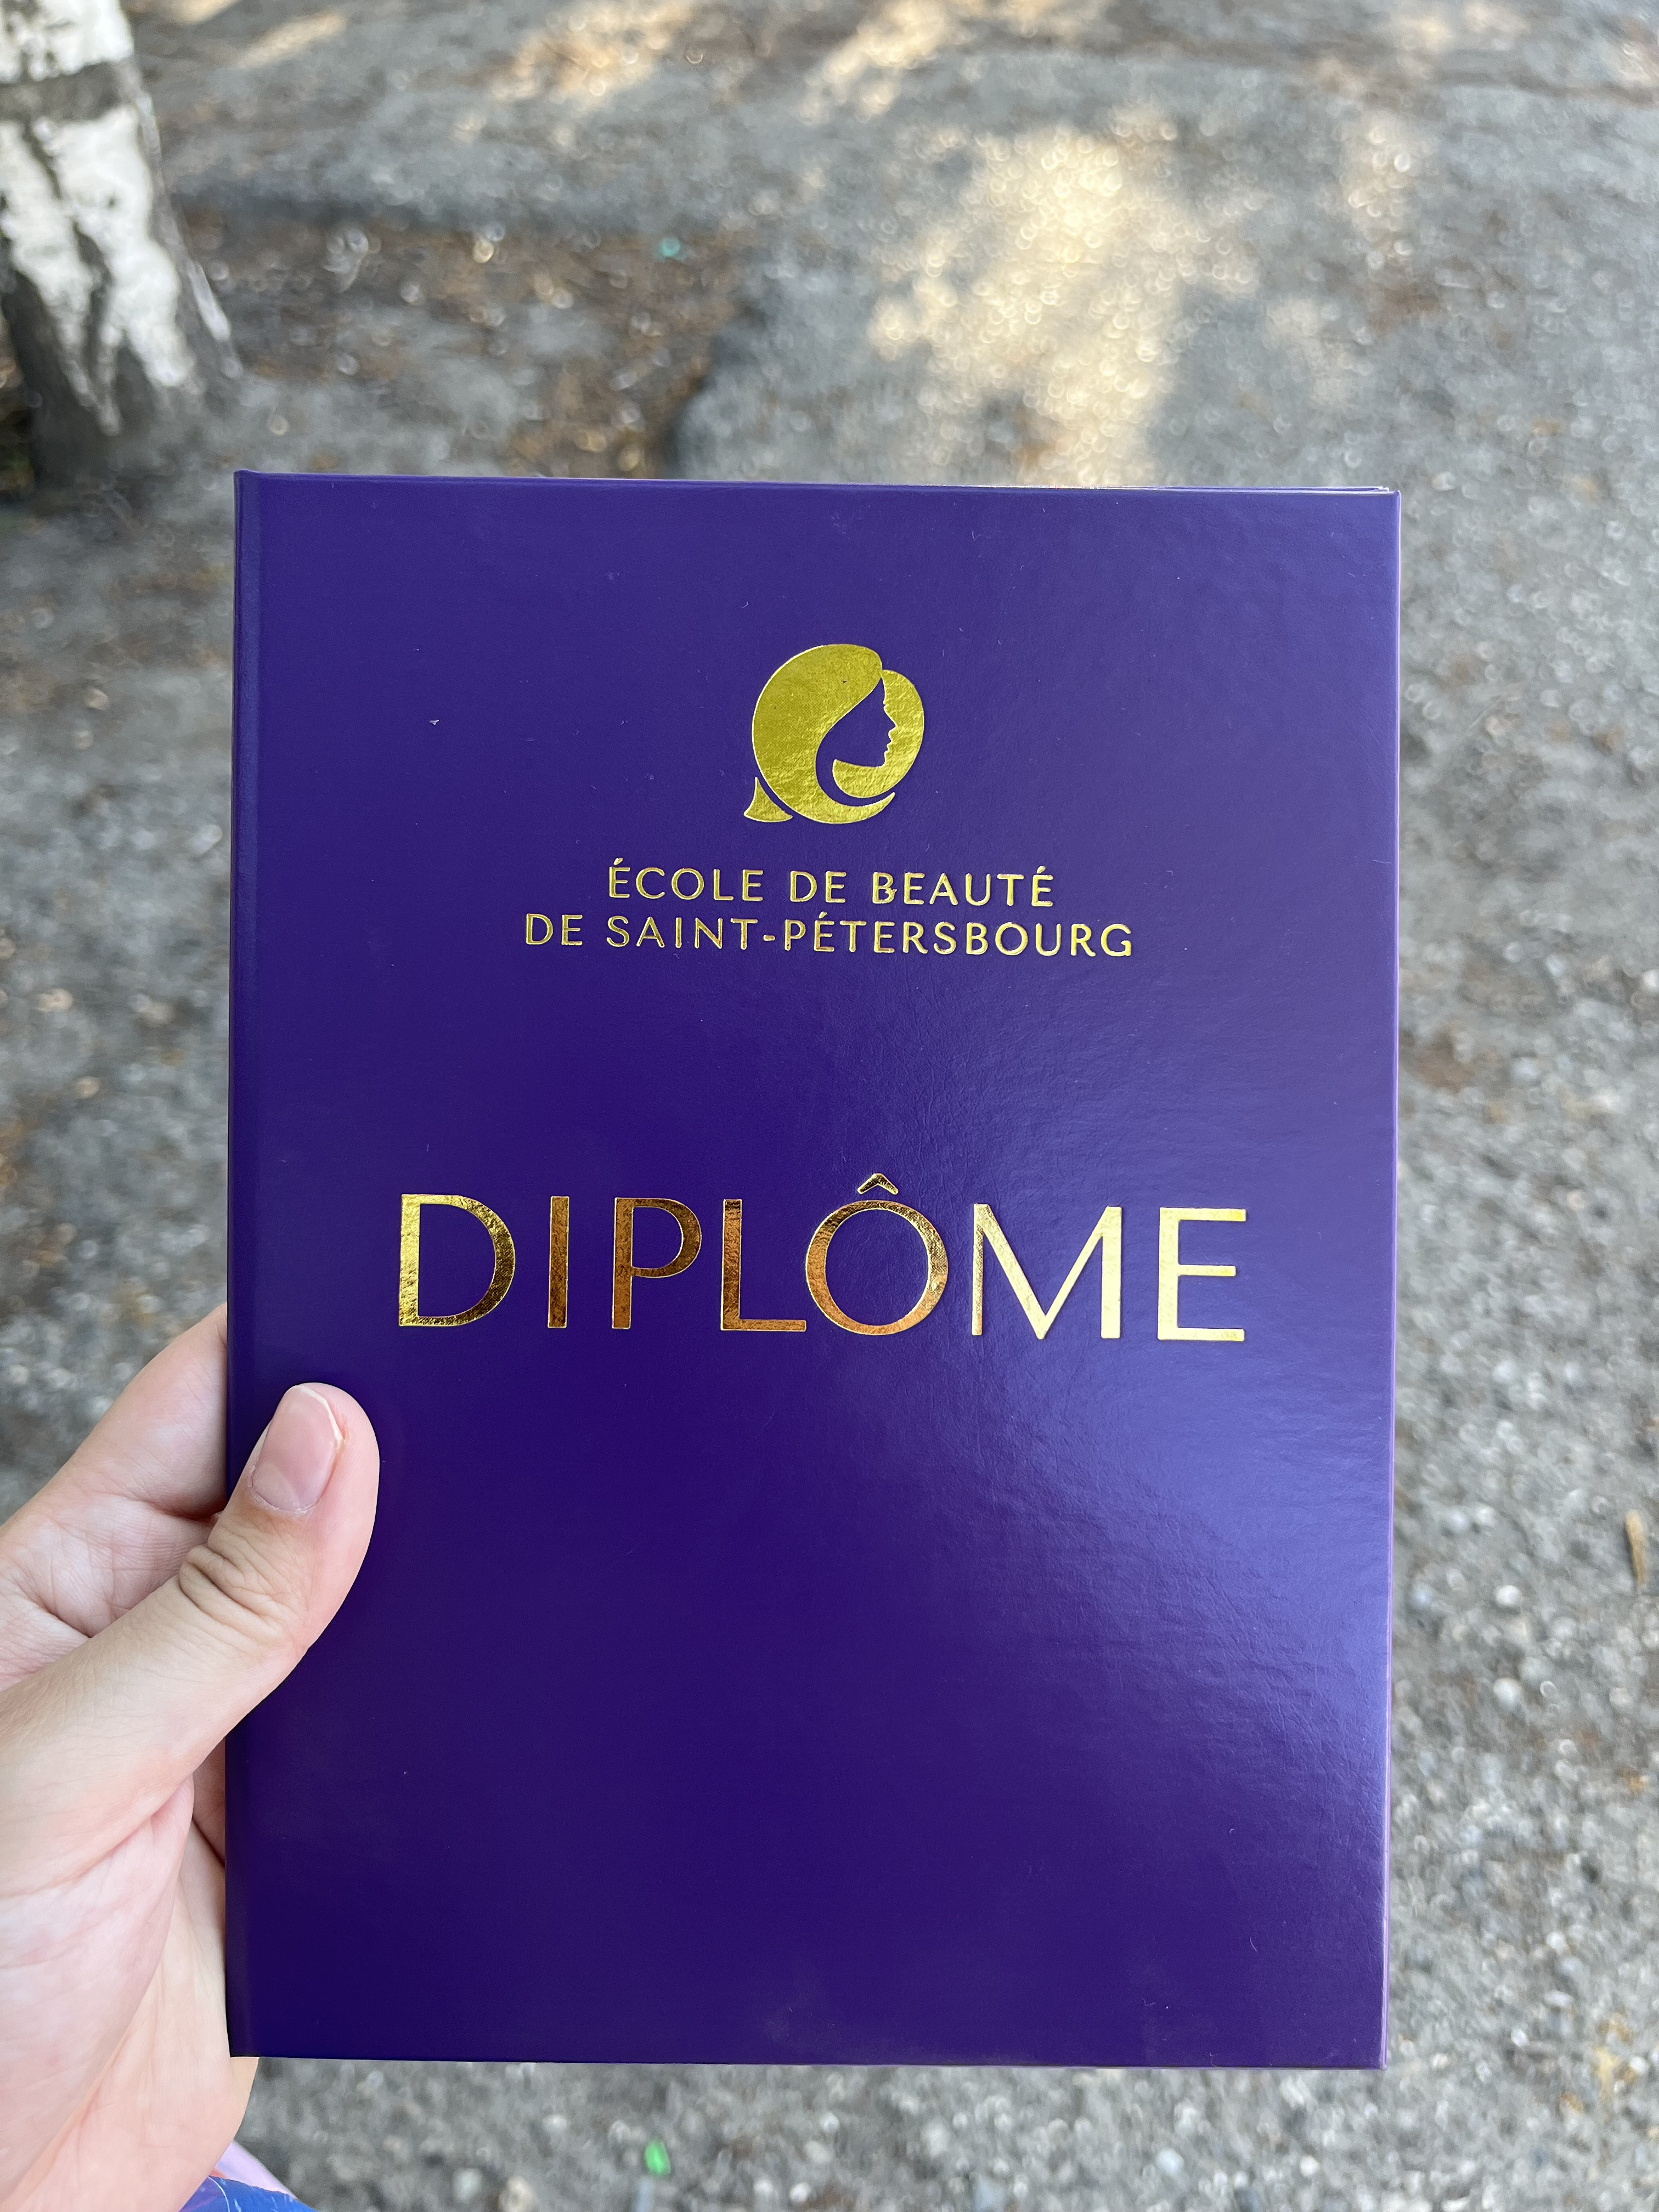 ÉCOLE DE BEAUTÉ
DE SAINT-PÉTERSBOURG
DIPLÔME